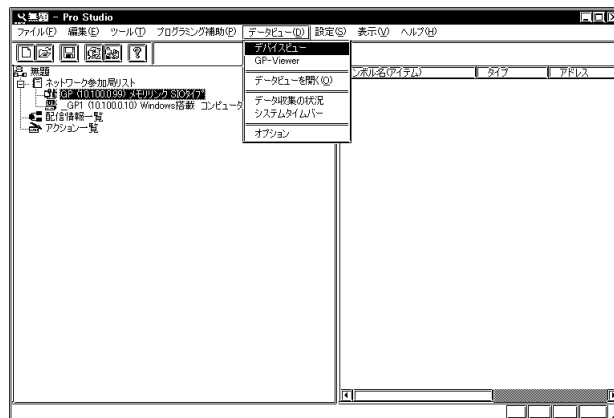 無題 - Pro Studio
ファイル(F) 編集(E) ツール(T) プログラミング補助(P) データビュー(D) 設定(S) 表示(V) ヘルプ(H)
デバイスビュー
GP-Viewer
データビューを開く(O)
データ収集の状況
システムタイムバー
オプション
無題
ネットワーク参加局リスト
GP (10.100.0.99) メモリリンク SIOタイプ
_GP1 (10.100.0.10) Windows搭載 コンピュータ
配信情報一覧
アクション一覧
ンボル名(アイテム) タイプ アドレス